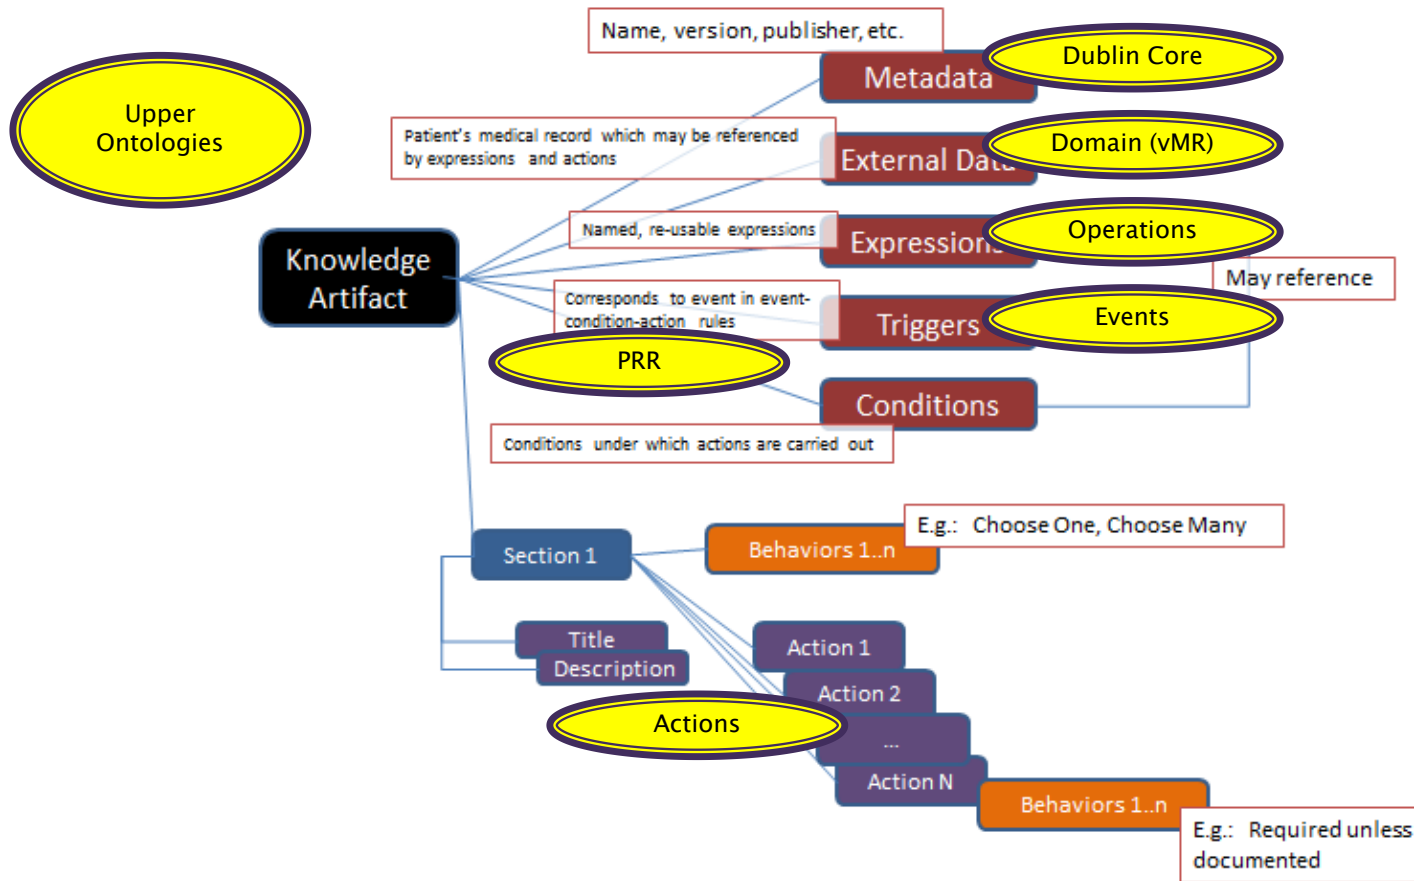 Name, version, publisher, etc.
Dublin Core
Metadata
Upper
Ontologies
Patient's medical record which may be referenced
by expressions and actions
Domain (vMR)
External Data
Named, re-usable expressions
Operations
Expressions
Knowledge
Artifact
May reference
Corresponds to event in event-
condition-action rules
Events
Triggers
PRR
Conditions
Conditions under which actions are carried out
E.g.: Choose One, Choose Many
Section 1
Behaviors 1..n
Title
Description
Action 1
Action 2
Actions
...
Action N
Behaviors 1..n
E.g.: Required unless
documented